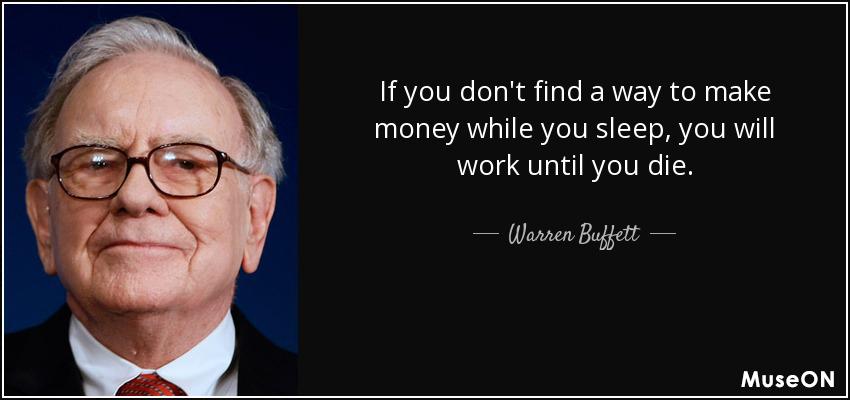 If you don't find a way to make
money while you sleep, you will
work until you die.
Warren Buffett
MuseON